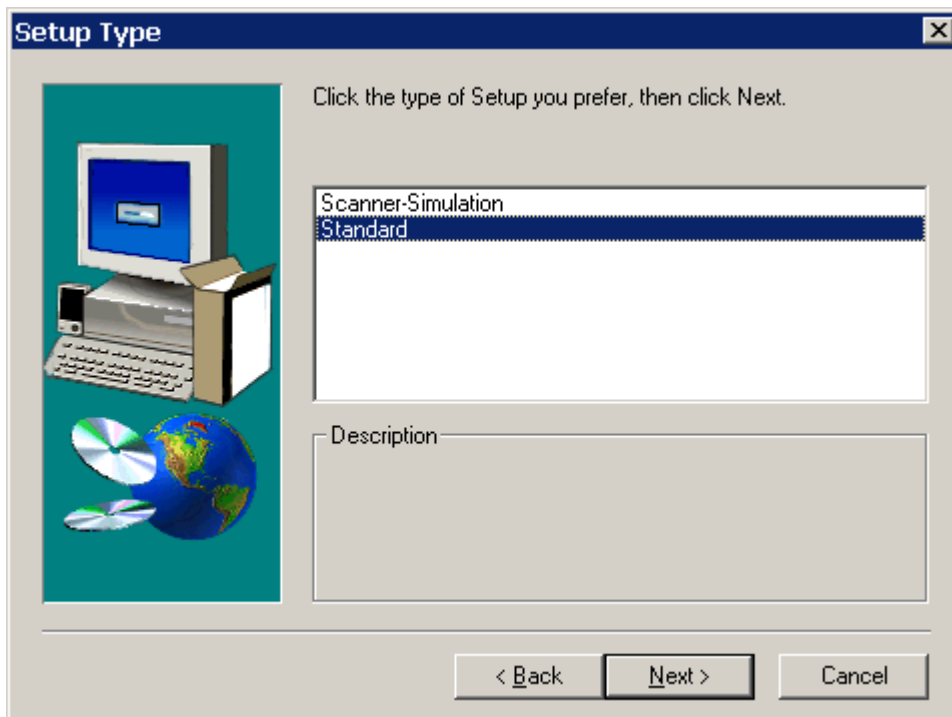 Setup Type
Click the type of Setup you prefer, then click Next.
Scanner-Simulation
Standard
Description
< Back
Next >
Cancel